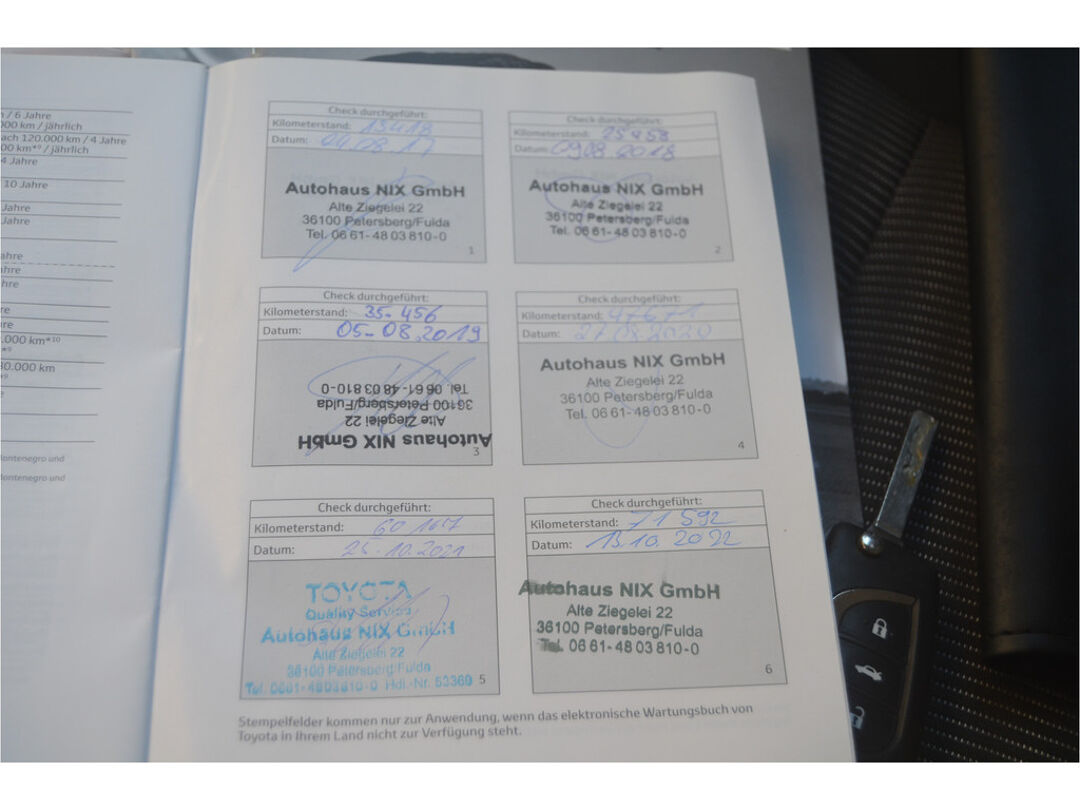 / 6 Jahre
000 km / jährlich
ach 120.000 km / 4 Jahre
00 km*⁹ / jährlich
4 Jahre
10 Jahre
Jahre
Jahre
.000 km*¹⁰
30.000 km
Montenegro und
Montenegro und
Check durchgeführt:
Kilometerstand: 15418
Datum: 04.08.17
Autohaus NIX GmbH
Alte Ziegelei 22
36100 Petersberg/Fulda
Tel. 06 61 - 48 03 810-0
1
Check durchgeführt:
Kilometerstand: 25458
Datum: 09.08.2018
Autohaus NIX GmbH
Alte Ziegelei 22
36100 Petersberg/Fulda
Tel. 06 61 - 48 03 810-0
2
Check durchgeführt:
Kilometerstand: 35-456
Datum: 05-08.2019
Autohaus NIX GmbH
Alte Ziegelei 22
36100 Petersberg/Fulda
Tel. 06 61 - 48 03 810-0
3
Check durchgeführt:
Kilometerstand:
Datum: 2020
Autohaus NIX GmbH
Alte Ziegelei 22
36100 Petersberg/Fulda
Tel. 06 61 - 48 03 810-0
4
Check durchgeführt:
Kilometerstand: 60 167
Datum: 25.10.2021
TOYOTA
Quality Service
Autohaus NIX GmbH
Alte Ziegelei 22
36100 Petersberg/Fulda
Tel. 0661-4803810-0 Hdl.-Nr. 53369
5
Check durchgeführt:
Kilometerstand: 71 592
Datum: 13.10.2022
Autohaus NIX GmbH
Alte Ziegelei 22
36100 Petersberg/Fulda
Tel. 06 61 - 48 03 810-0
6
Stempelfelder kommen nur zur Anwendung, wenn das elektronische Wartungsbuch von
Toyota in Ihrem Land nicht zur Verfügung steht.